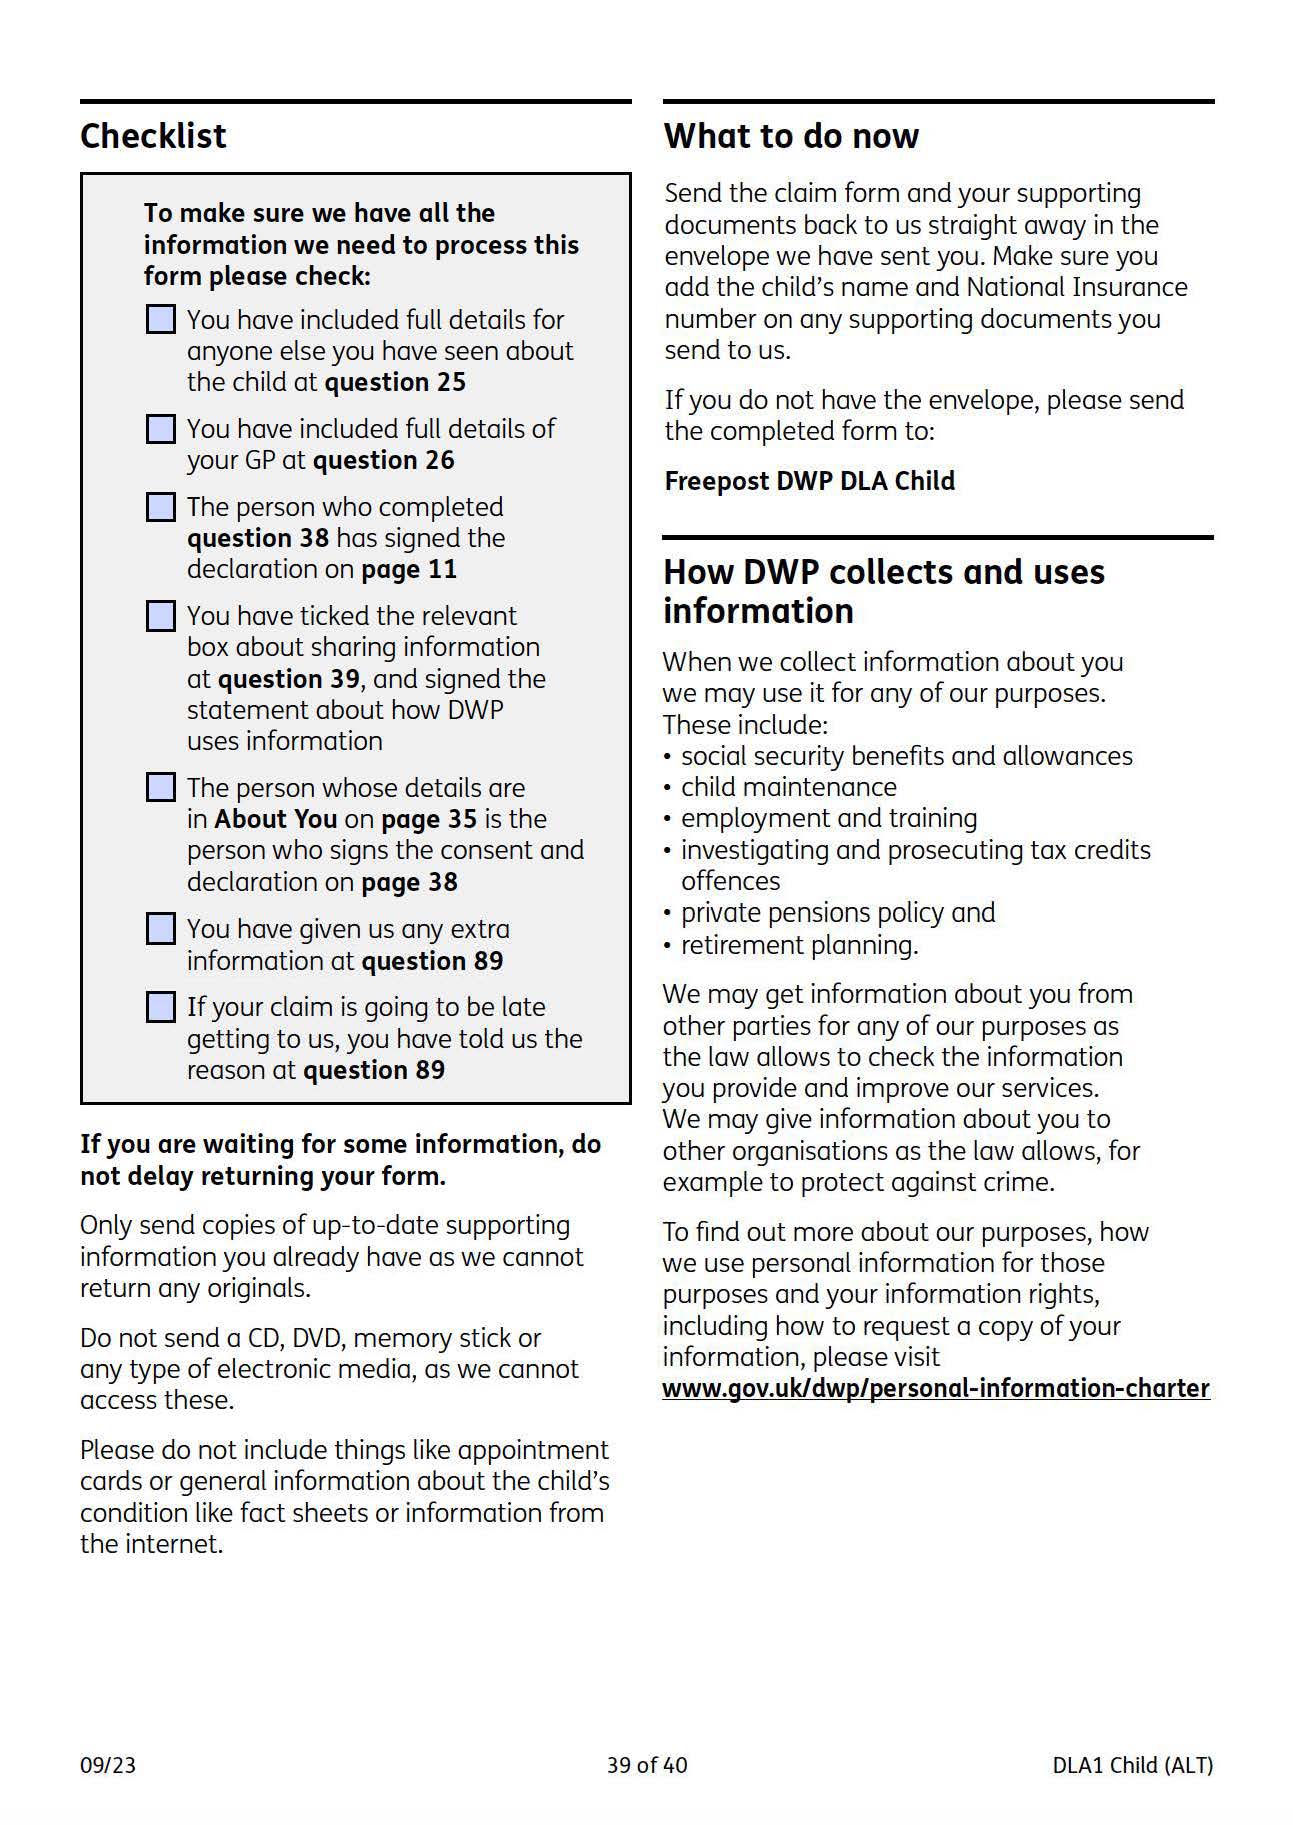 Checklist
To make sure we have all the
information we need to process this
form please check:
You have included full details for
anyone else you have seen about
the child at question 25
You have included full details of
your GP at question 26
The person who completed
question 38 has signed the
declaration on page 11
You have ticked the relevant
box about sharing information
at question 39, and signed the
statement about how DWP
uses information
The person whose details are
in About You on page 35 is the
person who signs the consent and
declaration on page 38
You have given us any extra
information at question 89
If your claim is going to be late
getting to us, you have told us the
reason at question 89
If you are waiting for some information, do
not delay returning your form.
Only send copies of up-to-date supporting
information you already have as we cannot
return any originals.
Do not send a CD, DVD, memory stick or
any type of electronic media, as we cannot
access these.
Please do not include things like appointment
cards or general information about the child’s
condition like fact sheets or information from
the internet.
What to do now
Send the claim form and your supporting
documents back to us straight away in the
envelope we have sent you. Make sure you
add the child’s name and National Insurance
number on any supporting documents you
send to us.
If you do not have the envelope, please send
the completed form to:
Freepost DWP DLA Child
How DWP collects and uses
information
When we collect information about you
we may use it for any of our purposes.
These include:
• social security benefits and allowances
• child maintenance
• employment and training
• investigating and prosecuting tax credits
offences
• private pensions policy and
• retirement planning.
We may get information about you from
other parties for any of our purposes as
the law allows to check the information
you provide and improve our services.
We may give information about you to
other organisations as the law allows, for
example to protect against crime.
To find out more about our purposes, how
we use personal information for those
purposes and your information rights,
including how to request a copy of your
information, please visit
www.gov.uk/dwp/personal-information-charter
09/23
39 of 40
DLA1 Child (ALT)